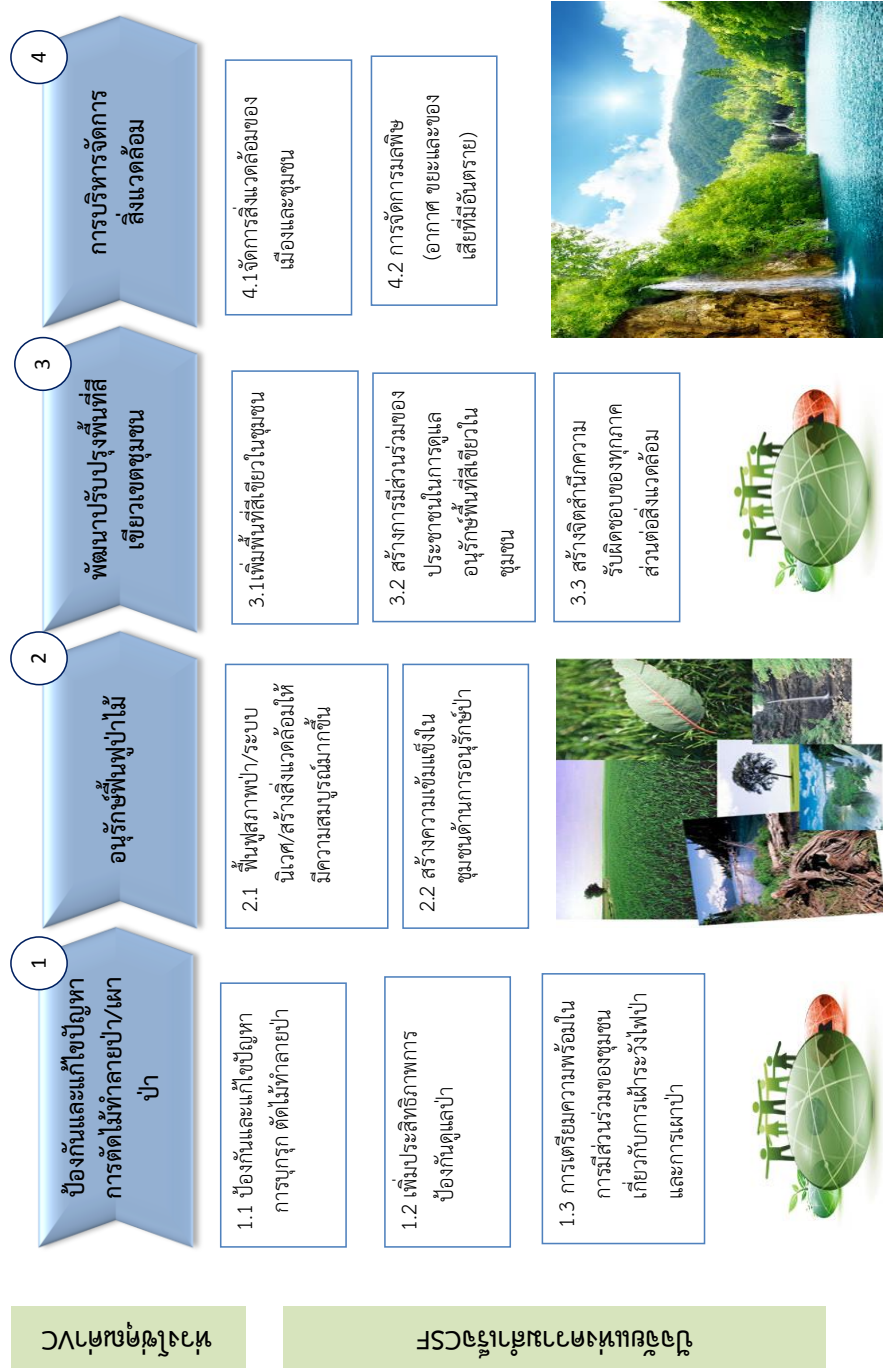 ห่วงโซ่คุณค่าVC
1
ป้องกันและแก้ไขปัญหา
การตัดไม้ทำลายป่า/เผา
ป่า
2
อนุรักษ์ฟื้นฟูป่าไม้
3
พัฒนาปรับปรุงพื้นที่สี
เขียวเขตชุมชน
4
การบริหารจัดการ
สิ่งแวดล้อม
ปัจจัยแห่งความสำเร็จCSF
1.1 ป้องกันและแก้ไขปัญหา
การบุกรุก ตัดไม้ทำลายป่า
1.2 เพิ่มประสิทธิภาพการ
ป้องกันดูแลป่า
1.3 การเตรียมความพร้อมใน
การมีส่วนร่วมของชุมชน
เกี่ยวกับการเฝ้าระวังไฟป่า
และการเผาป่า
2.1 ฟื้นฟูสภาพป่า/ระบบ
นิเวศ/สร้างสิ่งแวดล้อมให้
มีความสมบูรณ์มากขึ้น
2.2 สร้างความเข้มแข็งใน
ชุมชนด้านการอนุรักษ์ป่า
3.1เพิ่มพื้นที่สีเขียวในชุมชน
3.2 สร้างการมีส่วนร่วมของ
ประชาชนในการดูแล
อนุรักษ์พื้นที่สีเขียวใน
ชุมชน
3.3 สร้างจิตสำนึกความ
รับผิดชอบของทุกภาค
ส่วนต่อสิ่งแวดล้อม
4.1จัดการสิ่งแวดล้อมของ
เมืองและชุมชน
4.2 การจัดการมลพิษ
(อากาศ ขยะและของ
เสียที่มีอันตราย)